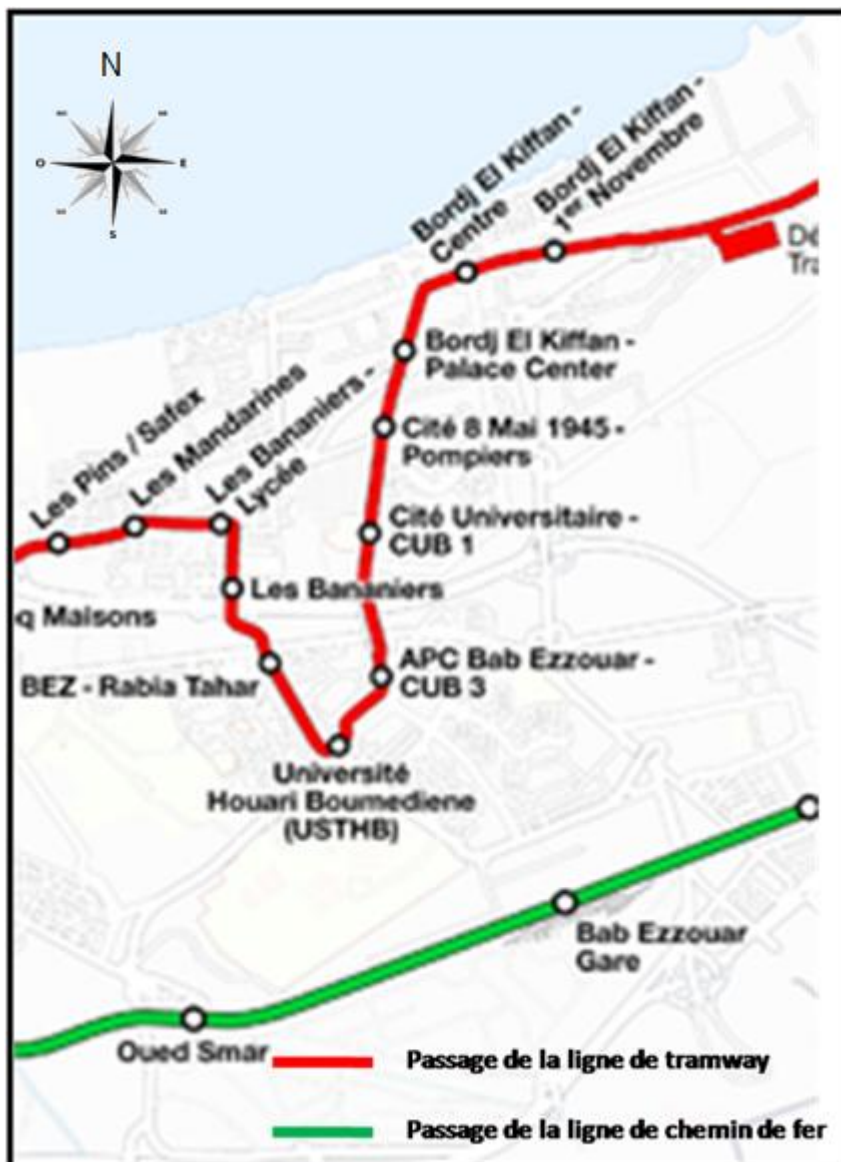 N
O
E
S
Bordj El Kiffan -
Centre
Bordj El Kiffan -
1er Novembre
Dé
Tra
Bordj El Kiffan -
Palace Center
Cité 8 Mai 1945 -
Pompiers
Les Pins / Safex
Les Mandarines
Les Bananiers -
Lycée
Cité Universitaire -
CUB 1
Les Bananiers
q Maisons
APC Bab Ezzouar -
CUB 3
BEZ - Rabia Tahar
Université
Houari Boumediene
(USTHB)
Bab Ezzouar
Gare
Oued Smar
Passage de la ligne de tramway
Passage de la ligne de chemin de fer